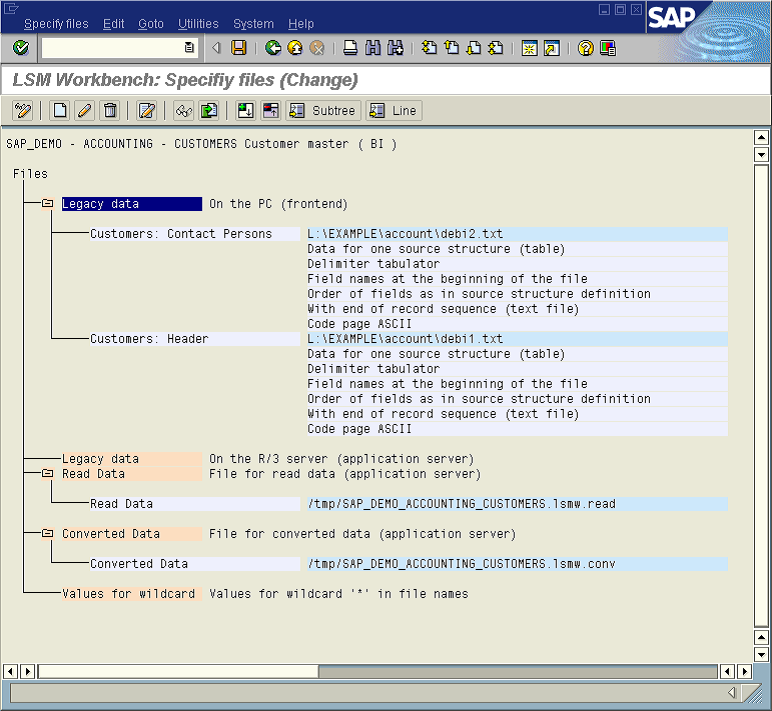 Specify files Edit Goto Utilities System Help
SAP
LSM Workbench: Specifiy files (Change)
Subtree Line
SAP_DEMO - ACCOUNTING - CUSTOMERS Customer master ( BI )
Files
Legacy data On the PC (frontend)
Customers: Contact Persons L:\EXAMPLE\account\debi2.txt
Data for one source structure (table)
Delimiter tabulator
Field names at the beginning of the file
Order of fields as in source structure definition
With end of record sequence (text file)
Code page ASCII
Customers: Header L:\EXAMPLE\account\debi1.txt
Data for one source structure (table)
Delimiter tabulator
Field names at the beginning of the file
Order of fields as in source structure definition
With end of record sequence (text file)
Code page ASCII
Legacy data On the R/3 server (application server)
Read Data File for read data (application server)
Read Data /tmp/SAP_DEMO_ACCOUNTING_CUSTOMERS.lsmw.read
Converted Data File for converted data (application server)
Converted Data /tmp/SAP_DEMO_ACCOUNTING_CUSTOMERS.lsmw.conv
Values for wildcard Values for wildcard '*' in file names